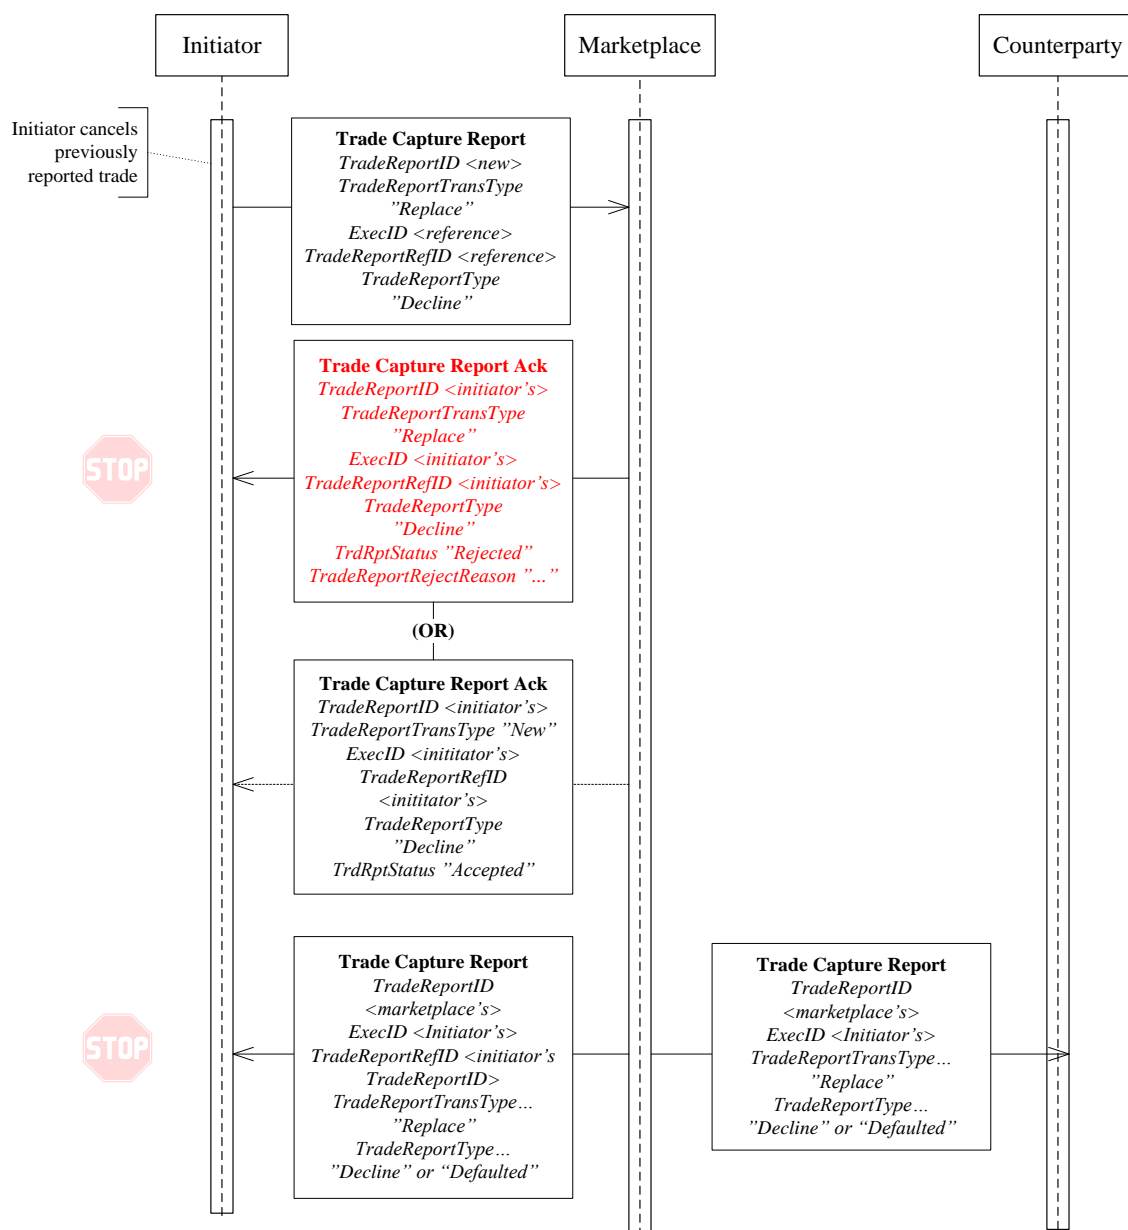 Initiator
Marketplace
Counterparty
Initiator cancels
previously
reported trade
Trade Capture Report
TradeReportID <new>
TradeReportTransType
”Replace”
ExecID <reference>
TradeReportRefID <reference>
TradeReportType
”Decline”
Trade Capture Report Ack
TradeReportID <initiator’s>
TradeReportTransType
”Replace”
ExecID <initiator’s>
TradeReportRefID <initiator’s>
TradeReportType
”Decline”
TrdRptStatus ”Rejected”
TradeReportRejectReason ”...”
STOP
(OR)
Trade Capture Report Ack
TradeReportID <initiator’s>
TradeReportTransType ”New”
ExecID <inititator’s>
TradeReportRefID
<inititator’s>
TradeReportType
”Decline”
TrdRptStatus ”Accepted”
Trade Capture Report
TradeReportID
<marketplace’s>
ExecID <Initiator’s>
TradeReportRefID <initiator’s
TradeReportID>
TradeReportTransType…
”Replace”
TradeReportType…
”Decline” or “Defaulted”
STOP
Trade Capture Report
TradeReportID
<marketplace’s>
ExecID <Initiator’s>
TradeReportTransType…
”Replace”
TradeReportType…
”Decline” or “Defaulted”